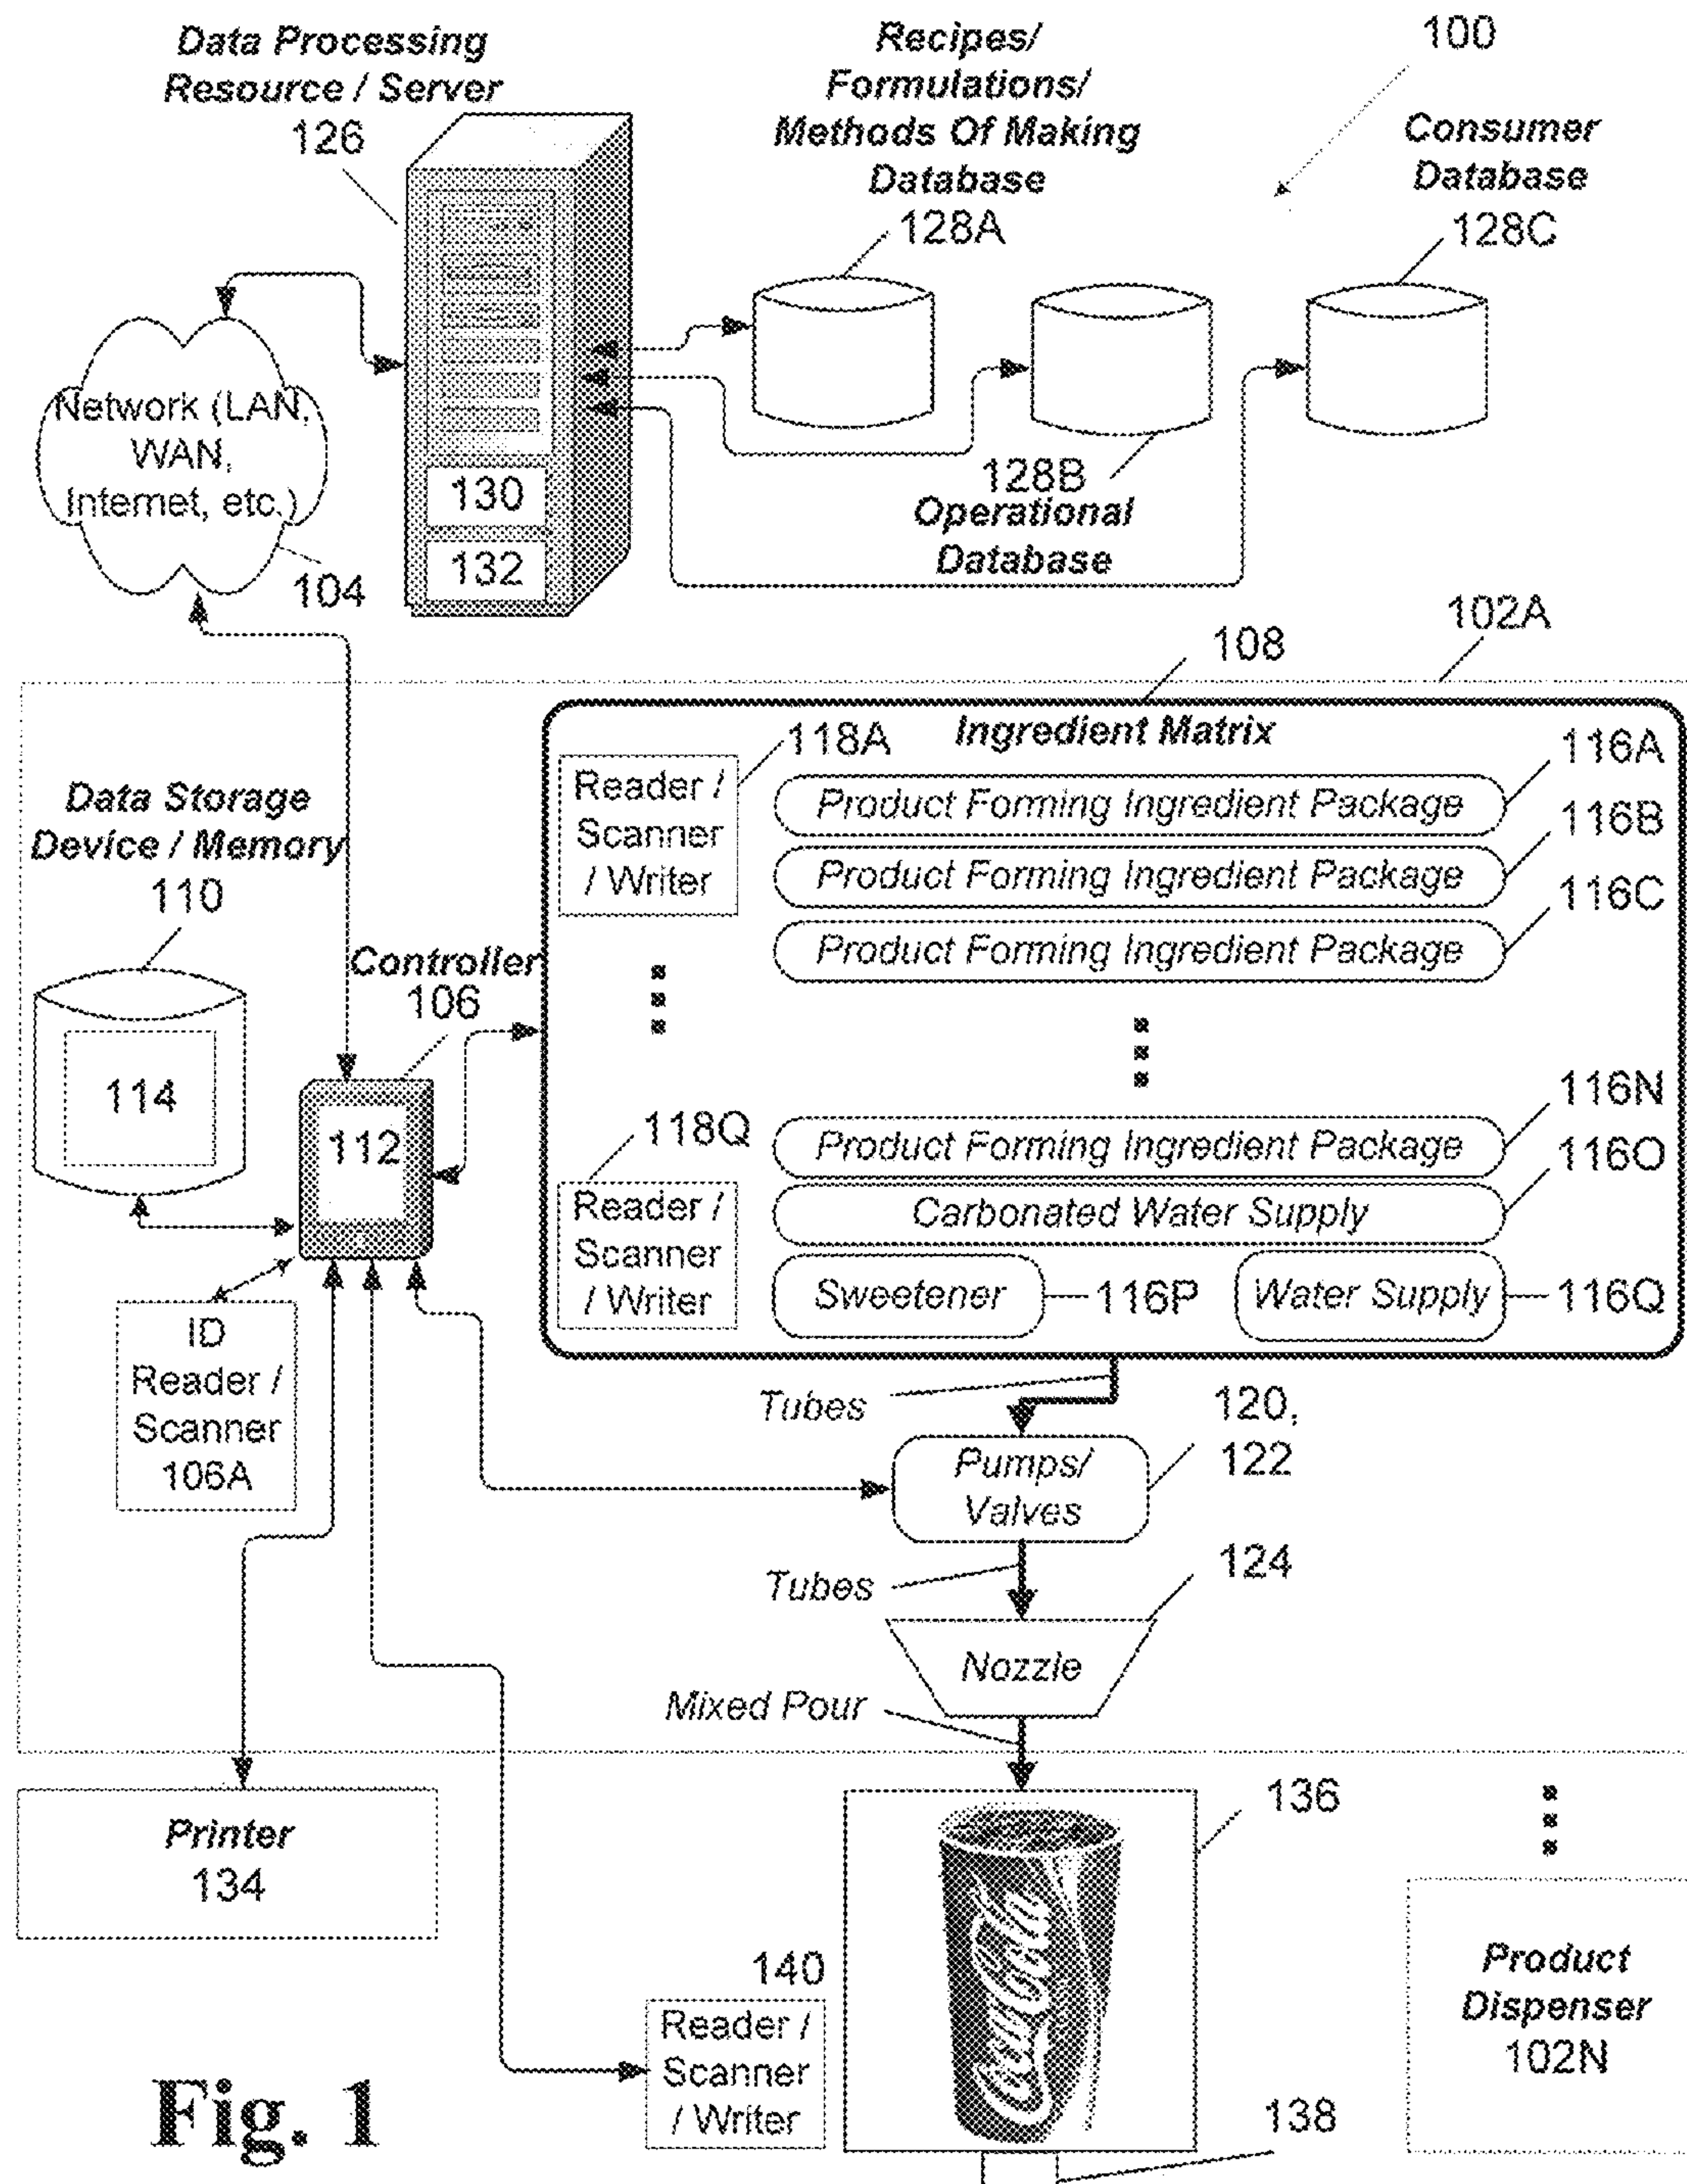 Data Processing
Resource / Server
126
Recipes/
Formulations/
Methods Of Making
Database
128A
100
Consumer
Database
128C
Network (LAN,
WAN,
Internet, etc.)
104
130
132
128B
Operational
Database
102A
108
Ingredient Matrix
118A
Reader /
Scanner
/ Writer
Product Forming Ingredient Package
116A
Product Forming Ingredient Package
116B
Product Forming Ingredient Package
116C
Data Storage
Device / Memory
110
114
Controller
106
112
118Q
Reader /
Scanner
/ Writer
Product Forming Ingredient Package
116N
Carbonated Water Supply
116O
Sweetener
116P
Water Supply
116Q
ID
Reader /
Scanner
106A
Tubes
120,
122
Pumps/
Valves
Tubes
124
Nozzle
Mixed Pour
Printer
134
136
Coca-Cola
140
Reader /
Scanner
/ Writer
Product
Dispenser
102N
138
Fig. 1